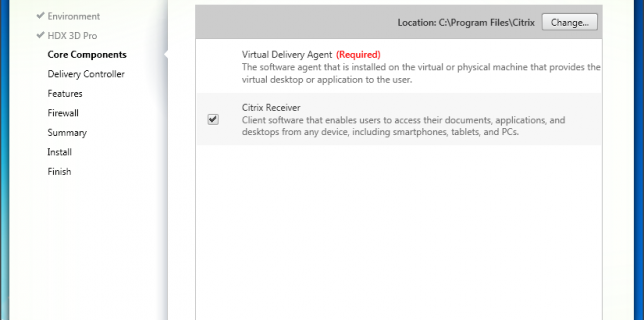 Environment
HDX 3D Pro
Core Components
Delivery Controller
Features
Firewall
Summary
Install
Finish
Location: C:\Program Files\Citrix
Change...
Virtual Delivery Agent (Required)
The software agent that is installed on the virtual or physical machine that provides the
virtual desktop or application to the user.
Citrix Receiver
Client software that enables users to access their documents, applications, and
desktops from any device, including smartphones, tablets, and PCs.